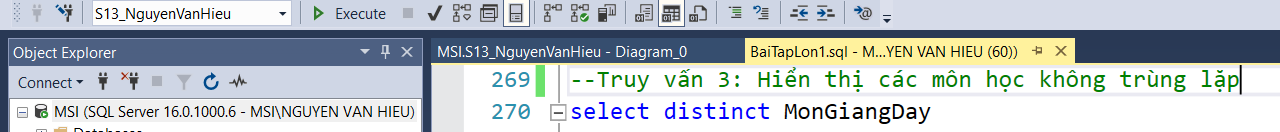 S13_NguyenVanHieu
Execute
Object Explorer
MSI.S13_NguyenVanHieu - Diagram_0
BaiTapLon1.sql - M...YEN VAN HIEU (60))
Connect
269
--Truy vấn 3: Hiển thị các môn học không trùng lặp
MSI (SQL Server 16.0.1000.6 - MSI\NGUYEN VAN HIEU)
270
select distinct MonGiangDay
Databases